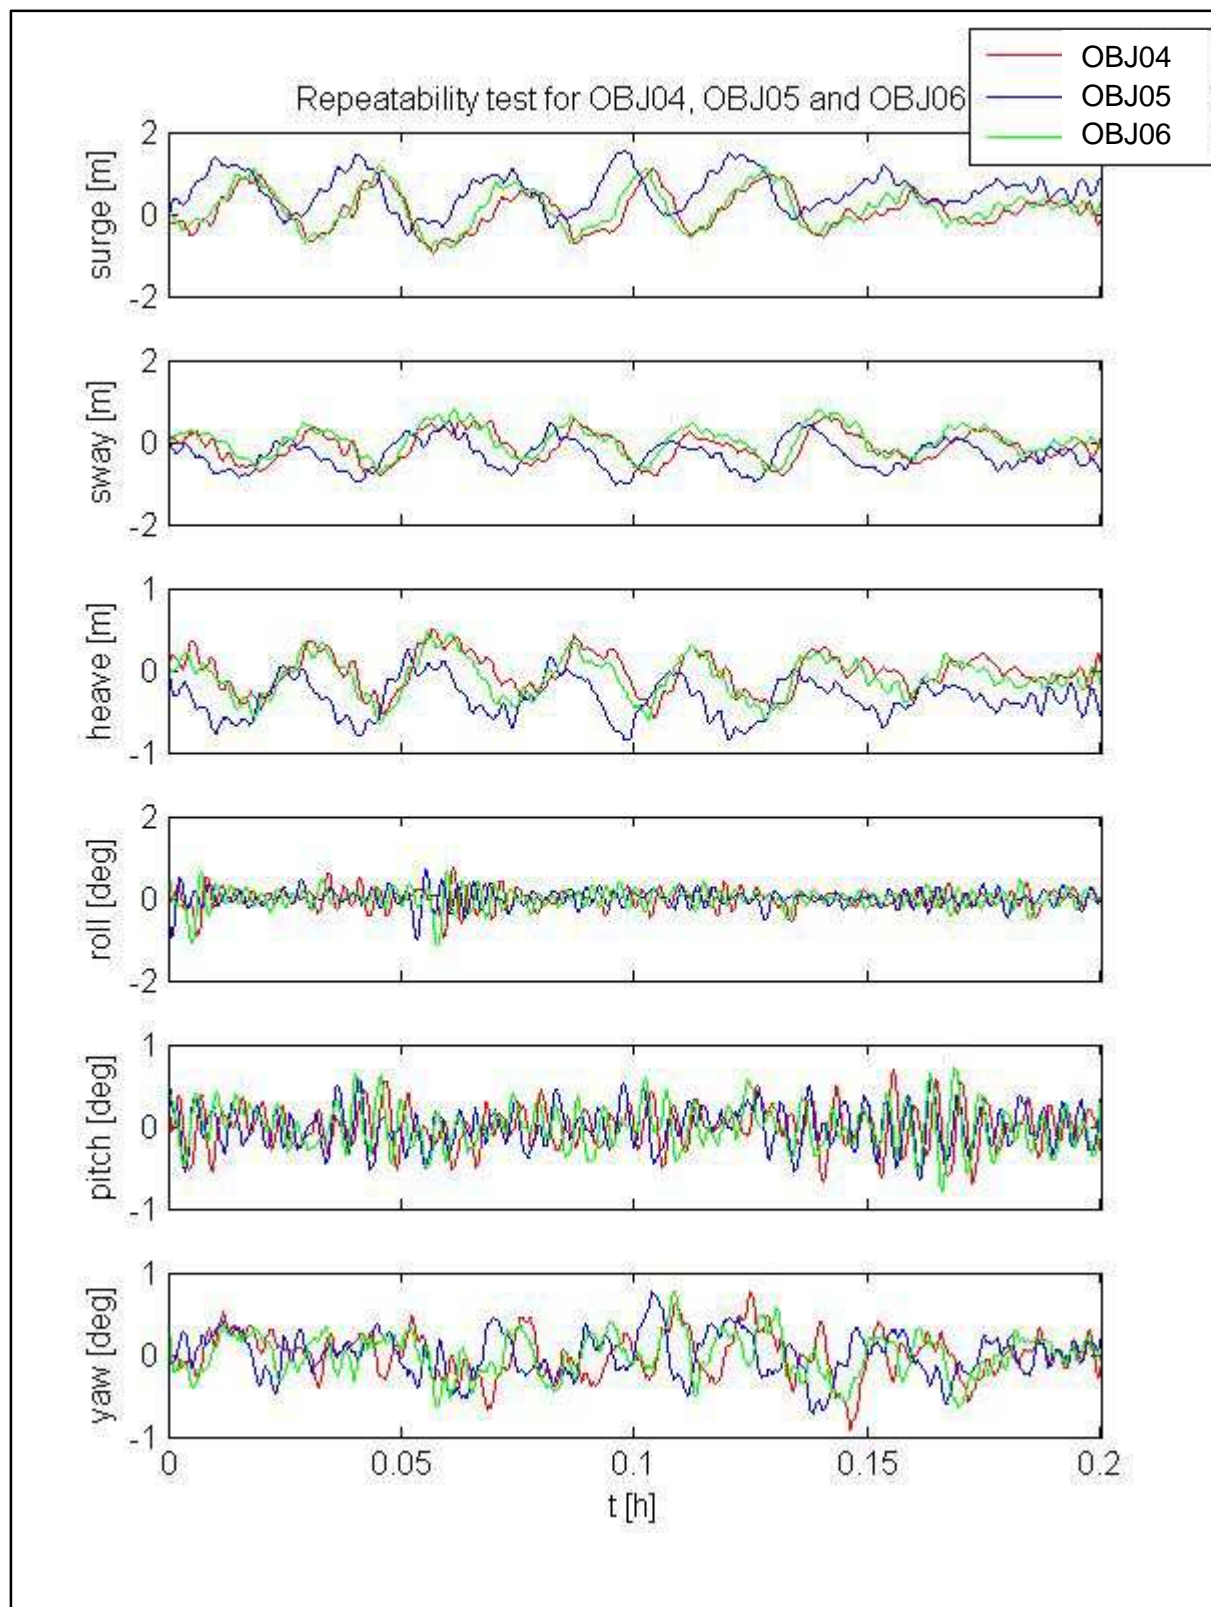 OBJ04
Repeatability test for OBJ04, OBJ05 and OBJ06
OBJ05
OBJ06
2
0
-2
surge [m]
2
0
-2
sway [m]
1
0
-1
heave [m]
2
0
-2
roll [deg]
1
0
-1
pitch [deg]
1
0
-1
yaw [deg]
0 0.05 0.1 0.15 0.2
t [h]